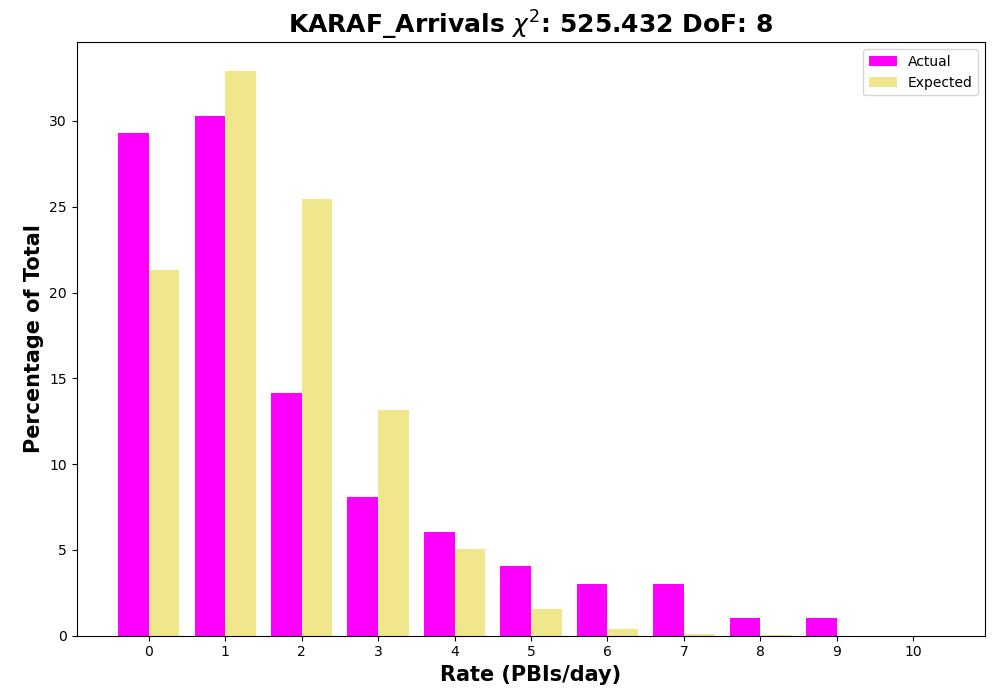 KARAF_Arrivals χ²: 525.432 DoF: 8
Actual
Expected
Percentage of Total
30
25
20
15
10
5
0
0 1 2 3 4 5 6 7 8 9 10
Rate (PBIs/day)